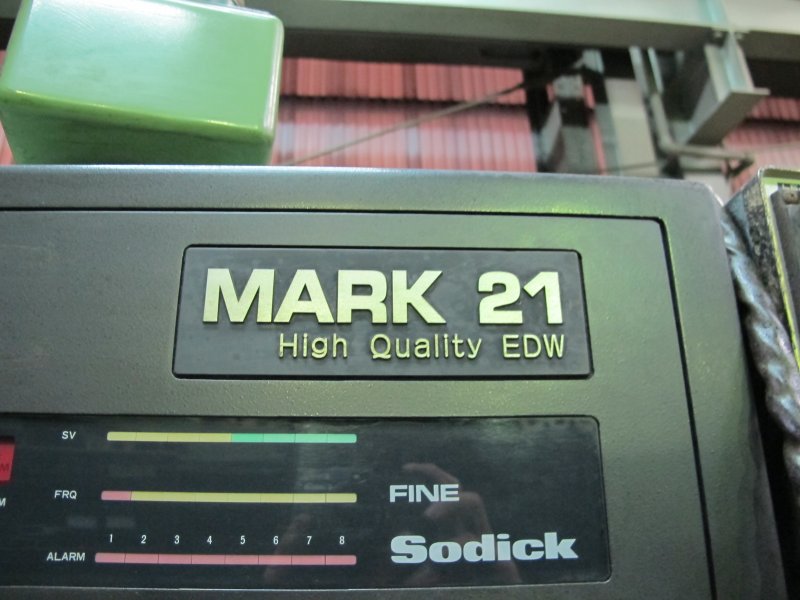 MARK 21
High Quality EDW
SV
FRQ
FINE
1 2 3 4 5 6 7 8
ALARM
Sodick